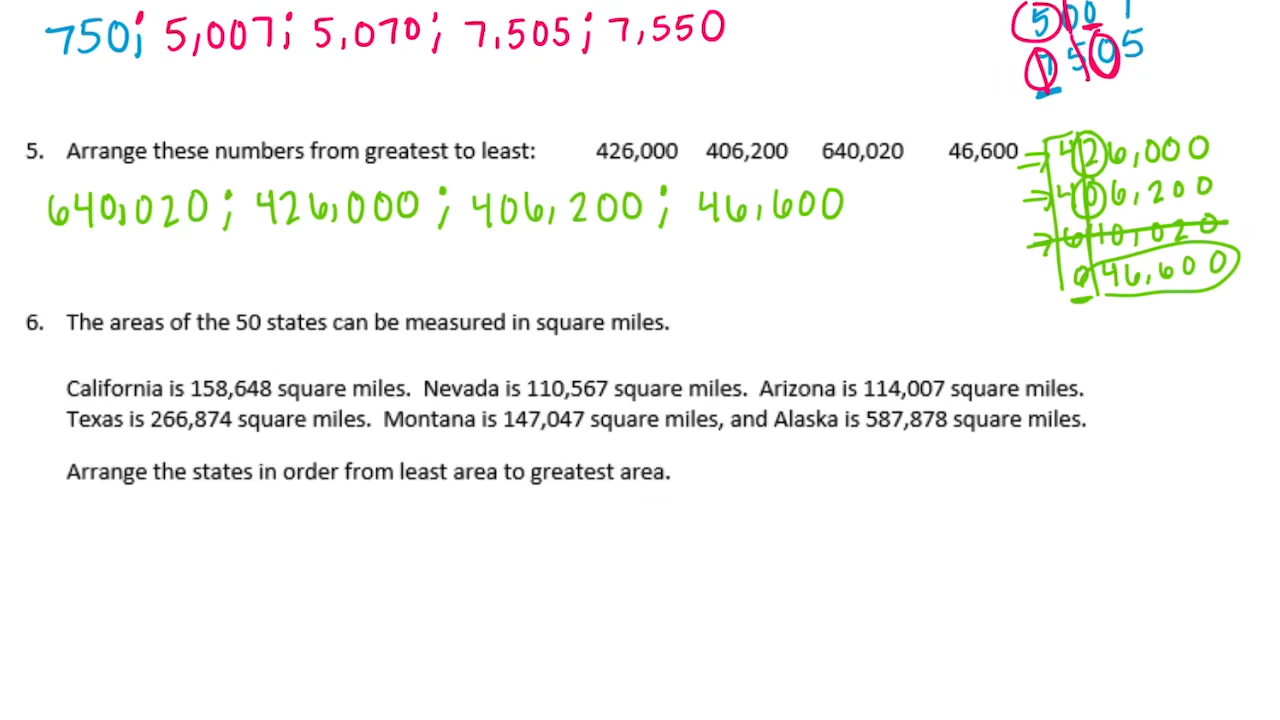 750; 5,007; 5,070; 7,505; 7,550
500
7505
5. Arrange these numbers from greatest to least: 426,000 406,200 640,020 46,600
426,000
406,200
640,020
046,600
640,020; 426,000; 406,200; 46,600
6. The areas of the 50 states can be measured in square miles.
California is 158,648 square miles. Nevada is 110,567 square miles. Arizona is 114,007 square miles.
Texas is 266,874 square miles. Montana is 147,047 square miles, and Alaska is 587,878 square miles.
Arrange the states in order from least area to greatest area.